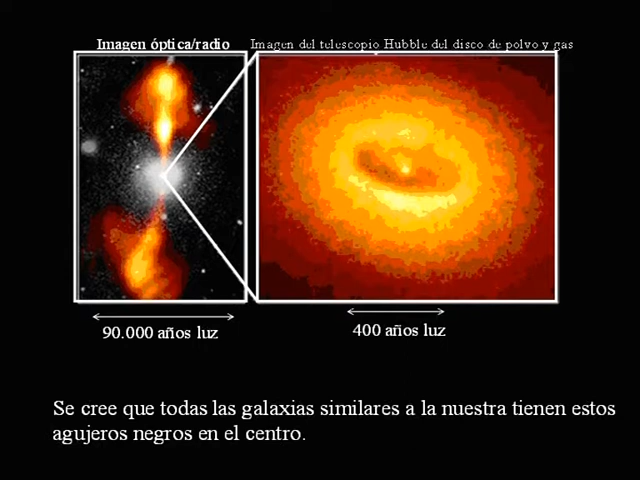 Imagen óptica/radio
Imagen del telescopio Hubble del disco de polvo y gas
90.000 años luz
400 años luz
Se cree que todas las galaxias similares a la nuestra tienen estos
agujeros negros en el centro.